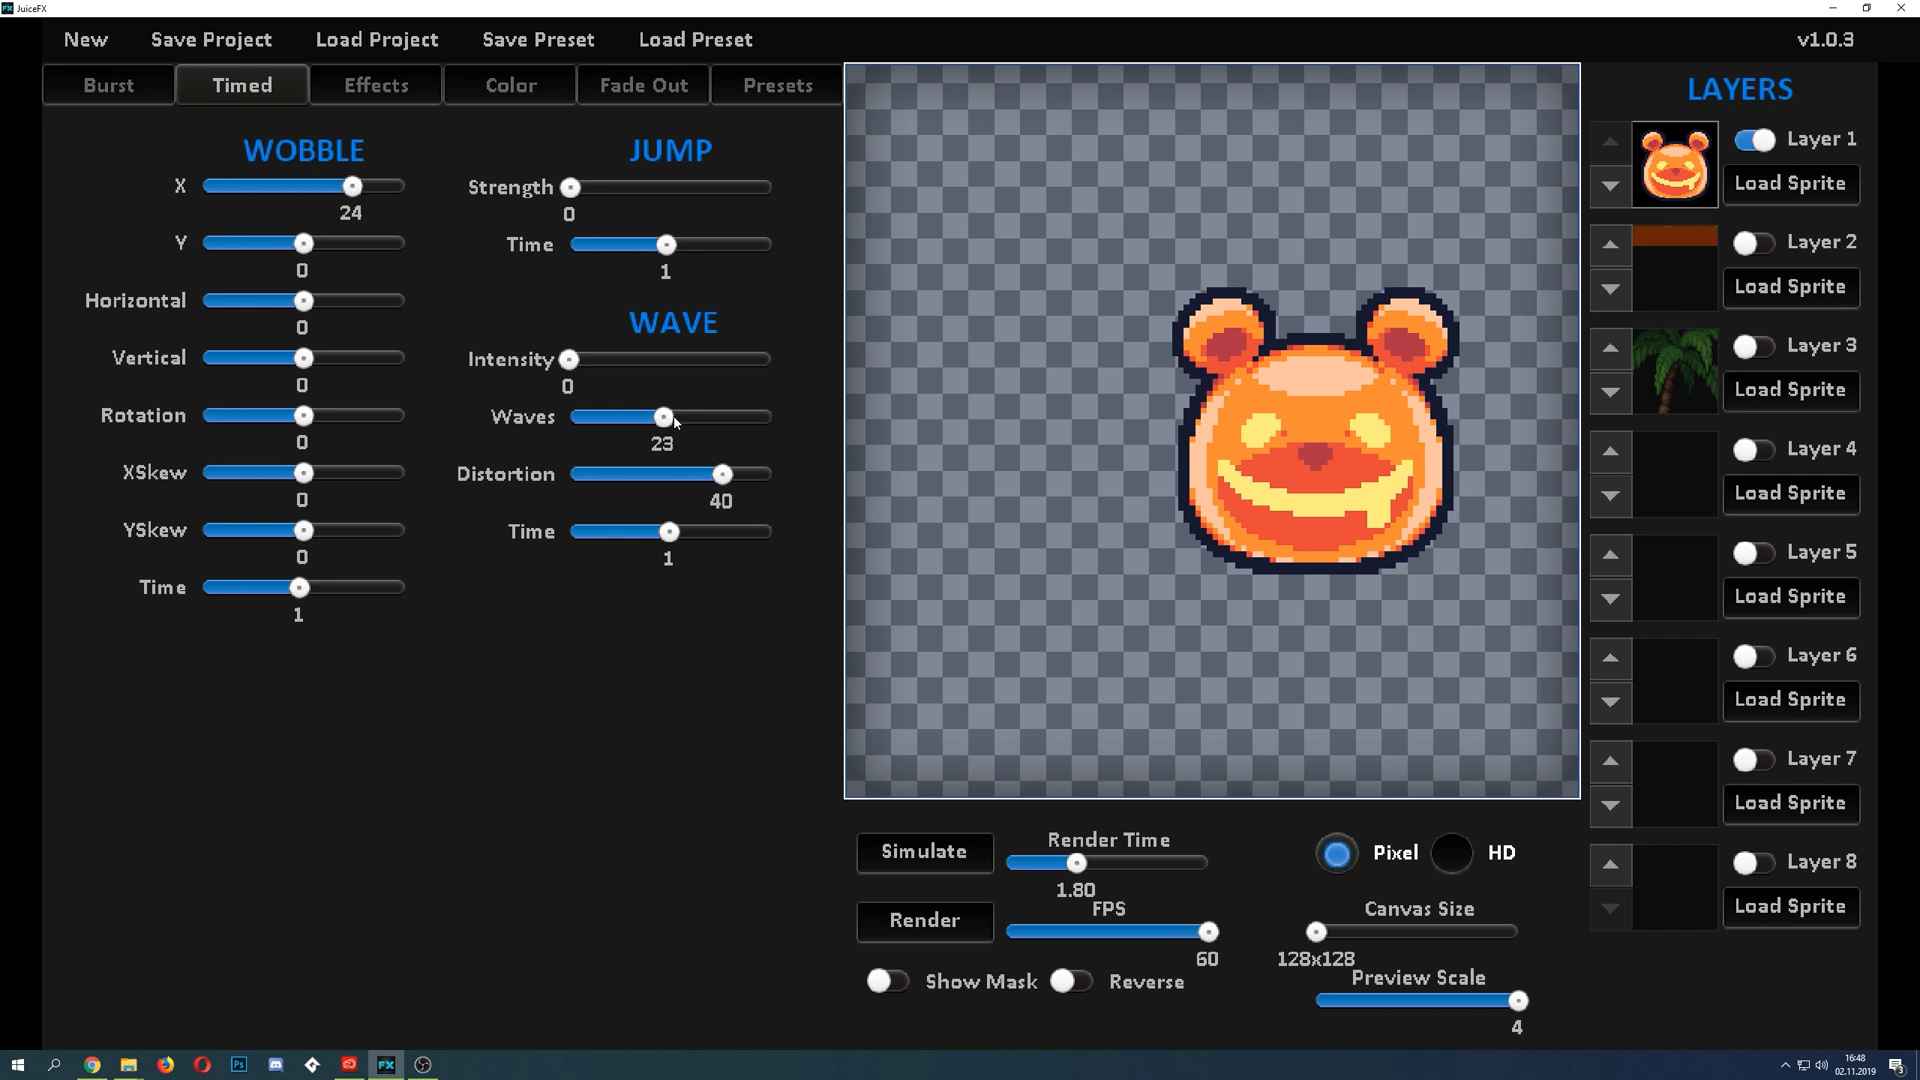 JuiceFX
New Save Project Load Project Save Preset Load Preset v1.0.3
Burst Timed Effects Color Fade Out Presets
WOBBLE
X
24
Y
0
Horizontal
0
Vertical
0
Rotation
0
XSkew
0
YSkew
0
Time
1
JUMP
Strength
0
Time
1
WAVE
Intensity
0
Waves
23
Distortion
40
Time
1
Simulate
Render Time
1.80
Render
FPS
60
Show Mask Reverse
Pixel HD
Canvas Size
128x128
Preview Scale
4
LAYERS
Layer 1
Load Sprite
Layer 2
Load Sprite
Layer 3
Load Sprite
Layer 4
Load Sprite
Layer 5
Load Sprite
Layer 6
Load Sprite
Layer 7
Load Sprite
Layer 8
Load Sprite
Ps FX
16:48
02.11.2019
3